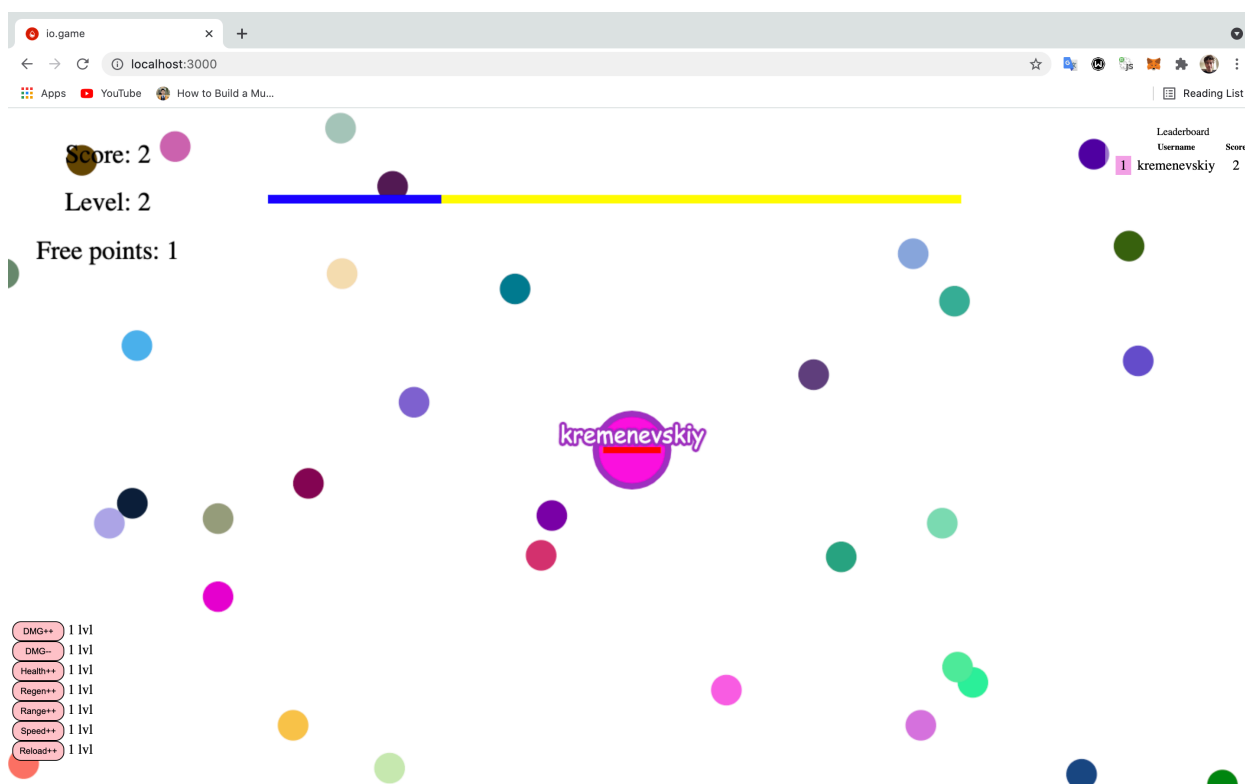 io.game
localhost:3000
Apps YouTube How to Build a Mu... Reading List
Leaderboard
Username Score
1 kremenevskiy 2
Score: 2
Level: 2
Free points: 1
kremenevskiy
DMG++ 1 lvl
DMG-- 1 lvl
Health++ 1 lvl
Regen++ 1 lvl
Range++ 1 lvl
Speed++ 1 lvl
Reload++ 1 lvl